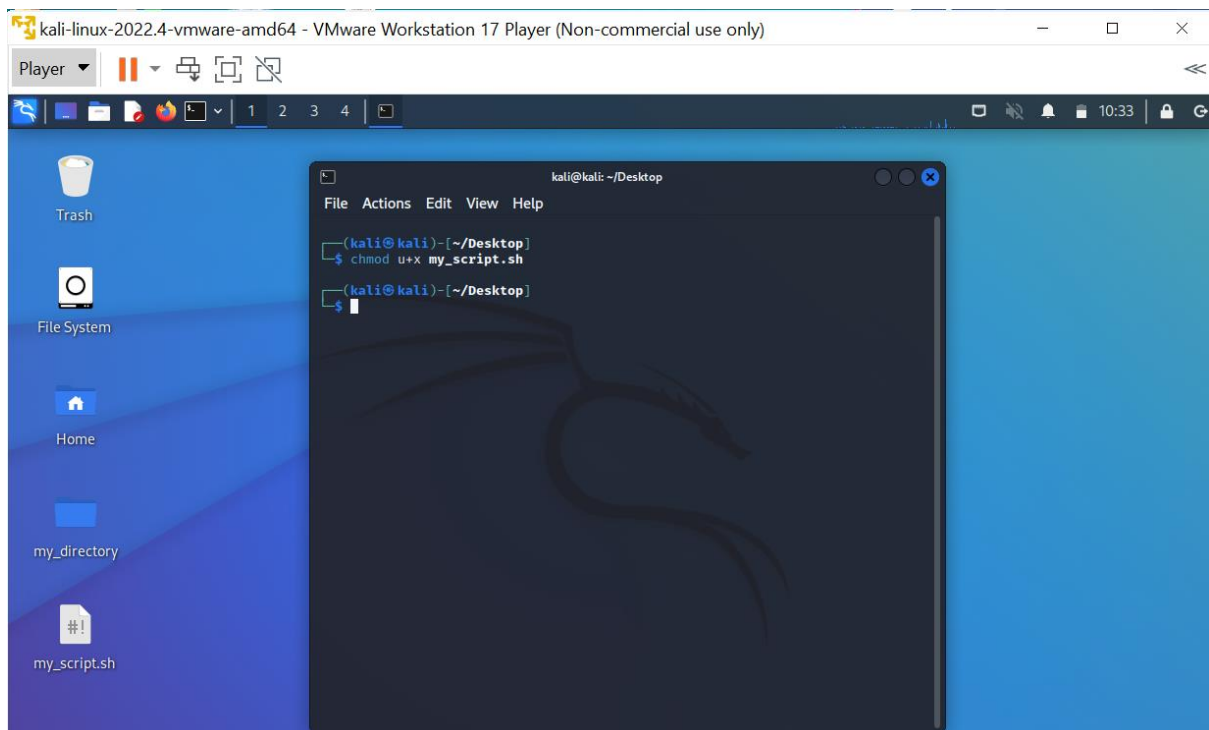 kali-linux-2022.4-vmware-amd64 - VMware Workstation 17 Player (Non-commercial use only)
Player
1 2 3 4
10:33
Trash
File System
Home
my_directory
#!
my_script.sh
kali@kali: ~/Desktop
File Actions Edit View Help
┌──(kali㉿kali)-[~/Desktop]
└─$ chmod u+x my_script.sh
┌──(kali㉿kali)-[~/Desktop]
└─$